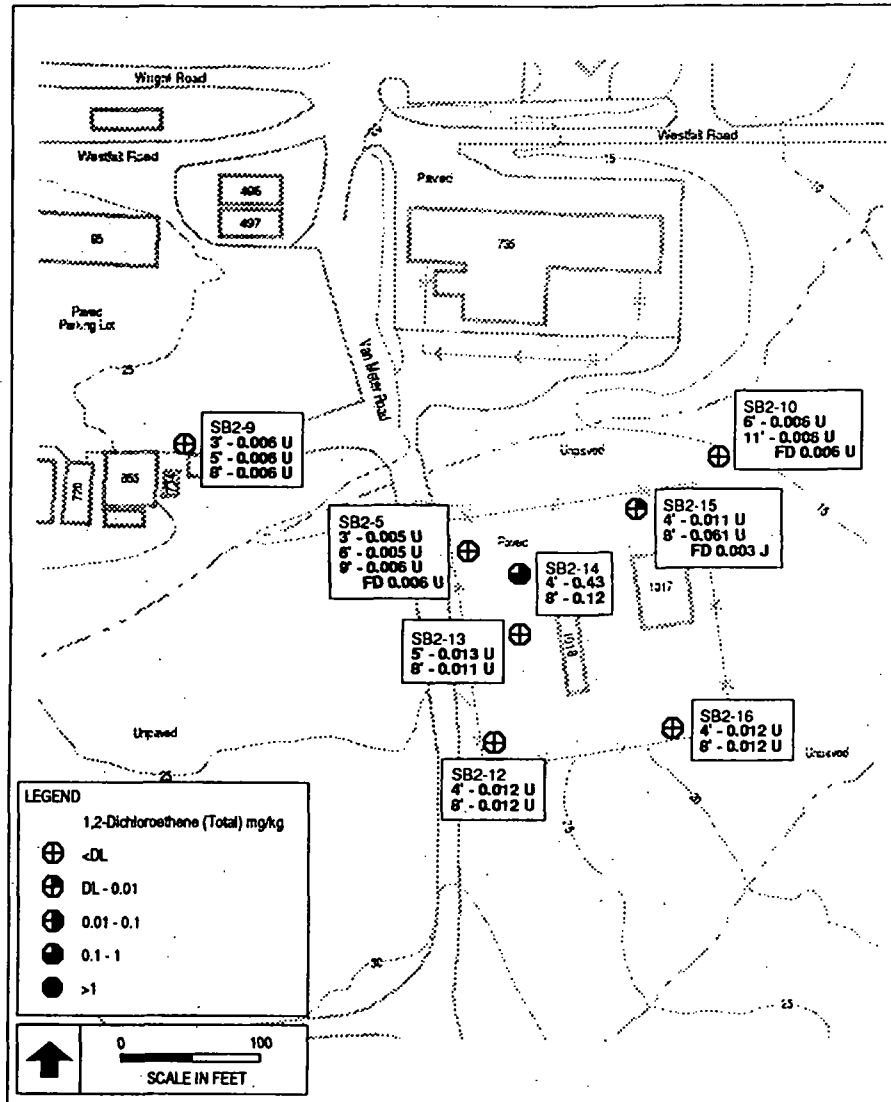 Wright Road
Westfall Road
Westfall Road
Paved
15
10
496
497
95
735
Paved
Parking Lot
25
Van Meter Road
SB2-9
3' - 0.006 U
5' - 0.006 U
8' - 0.006 U
720
855
SB2-10
6' - 0.006 U
11' - 0.006 U
FD 0.006 U
Unpaved
15
SB2-5
3' - 0.005 U
6' - 0.005 U
9' - 0.006 U
FD 0.006 U
Paved
SB2-15
4' - 0.011 U
8' - 0.061 U
FD 0.003 J
SB2-14
4' - 0.43
8' - 0.12
1017
1018
SB2-13
5' - 0.013 U
8' - 0.011 U
Unpaved
25
SB2-16
4' - 0.012 U
8' - 0.012 U
Unpaved
SB2-12
4' - 0.012 U
8' - 0.012 U
20
25
30
25
LEGEND
1,2-Dichloroethene (Total) mg/kg
<DL
DL - 0.01
0.01 - 0.1
0.1 - 1
>1
0 100
SCALE IN FEET